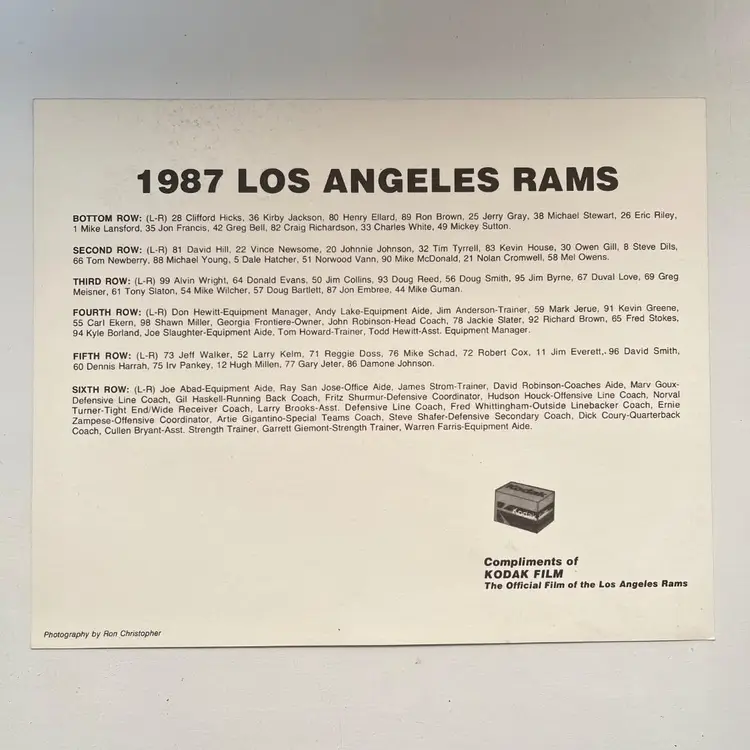 1987 LOS ANGELES RAMS
BOTTOM ROW: (L-R) 28 Clifford Hicks, 36 Kirby Jackson, 80 Henry Ellard, 89 Ron Brown, 25 Jerry Gray, 38 Michael Stewart, 26 Eric Riley,
1 Mike Lansford, 35 Jon Francis, 42 Greg Bell, 82 Craig Richardson, 33 Charles White, 49 Mickey Sutton.
SECOND ROW: (L-R) 81 David Hill, 22 Vince Newsome, 20 Johnnie Johnson, 32 Tim Tyrrell, 83 Kevin House, 30 Owen Gill, 8 Steve Dils,
66 Tom Newberry, 88 Michael Young, 5 Dale Hatcher, 51 Norwood Vann, 90 Mike McDonald, 21 Nolan Cromwell, 58 Mel Owens.
THIRD ROW: (L-R) 99 Alvin Wright, 64 Donald Evans, 50 Jim Collins, 93 Doug Reed, 56 Doug Smith, 95 Jim Byrne, 67 Duval Love, 69 Greg
Meisner, 61 Tony Slaton, 54 Mike Wilcher, 57 Doug Bartlett, 87 Jon Embree, 44 Mike Guman.
FOURTH ROW: (L-R) Don Hewitt-Equipment Manager, Andy Lake-Equipment Aide, Jim Anderson-Trainer, 59 Mark Jerue, 91 Kevin Greene,
55 Carl Ekern, 98 Shawn Miller, Georgia Frontiere-Owner, John Robinson-Head Coach, 78 Jackie Slater, 92 Richard Brown, 65 Fred Stokes,
94 Kyle Borland, Joe Slaughter-Equipment Aide, Tom Howard-Trainer, Todd Hewitt-Asst. Equipment Manager.
FIFTH ROW: (L-R) 73 Jeff Walker, 52 Larry Kelm, 71 Reggie Doss, 76 Mike Schad, 72 Robert Cox, 11 Jim Everett, 96 David Smith,
60 Dennis Harrah, 75 Irv Pankey, 12 Hugh Millen, 77 Gary Jeter, 86 Damone Johnson.
SIXTH ROW: (L-R) Joe Abad-Equipment Aide, Ray San Jose-Office Aide, James Strom-Trainer, David Robinson-Coaches Aide, Marv Goux-
Defensive Line Coach, Gil Haskell-Running Back Coach, Fritz Shurmur-Defensive Coordinator, Hudson Houck-Offensive Line Coach, Norval
Turner-Tight End/Wide Receiver Coach, Larry Brooks-Asst. Defensive Line Coach, Fred Whittingham-Outside Linebacker Coach, Ernie
Zampese-Offensive Coordinator, Artie Gigantino-Special Teams Coach, Steve Shafer-Defensive Secondary Coach, Dick Coury-Quarterback
Coach, Cullen Bryant-Asst. Strength Trainer, Garrett Giemont-Strength Trainer, Warren Farris-Equipment Aide.
Kodak
Kodak
Compliments of
KODAK FILM
The Official Film of the Los Angeles Rams
Photography by Ron Christopher